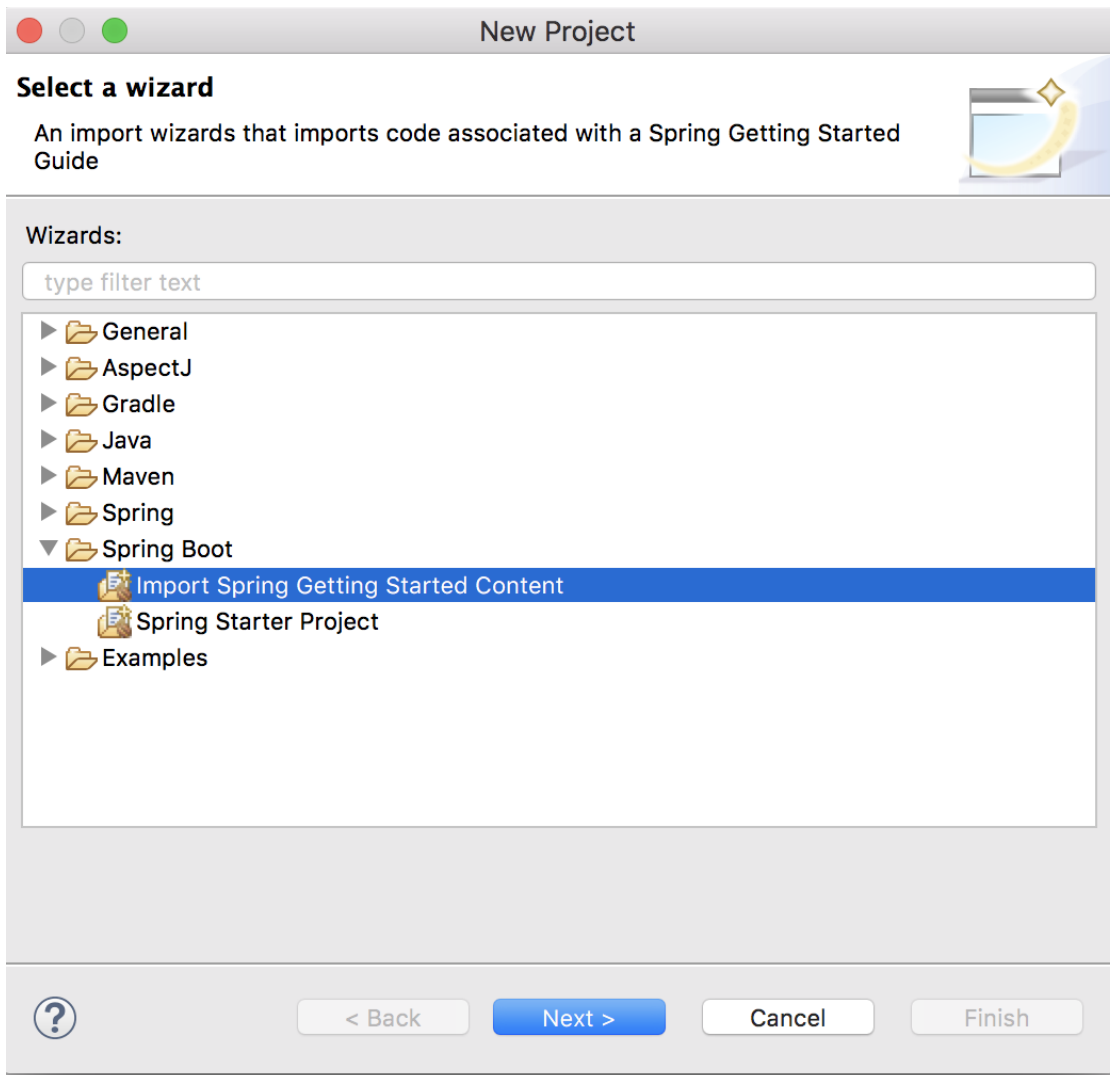 New Project
Select a wizard
An import wizards that imports code associated with a Spring Getting Started
Guide
Wizards:
type filter text
General
AspectJ
Gradle
Java
Maven
Spring
Spring Boot
Import Spring Getting Started Content
Spring Starter Project
Examples
?
< Back
Next >
Cancel
Finish